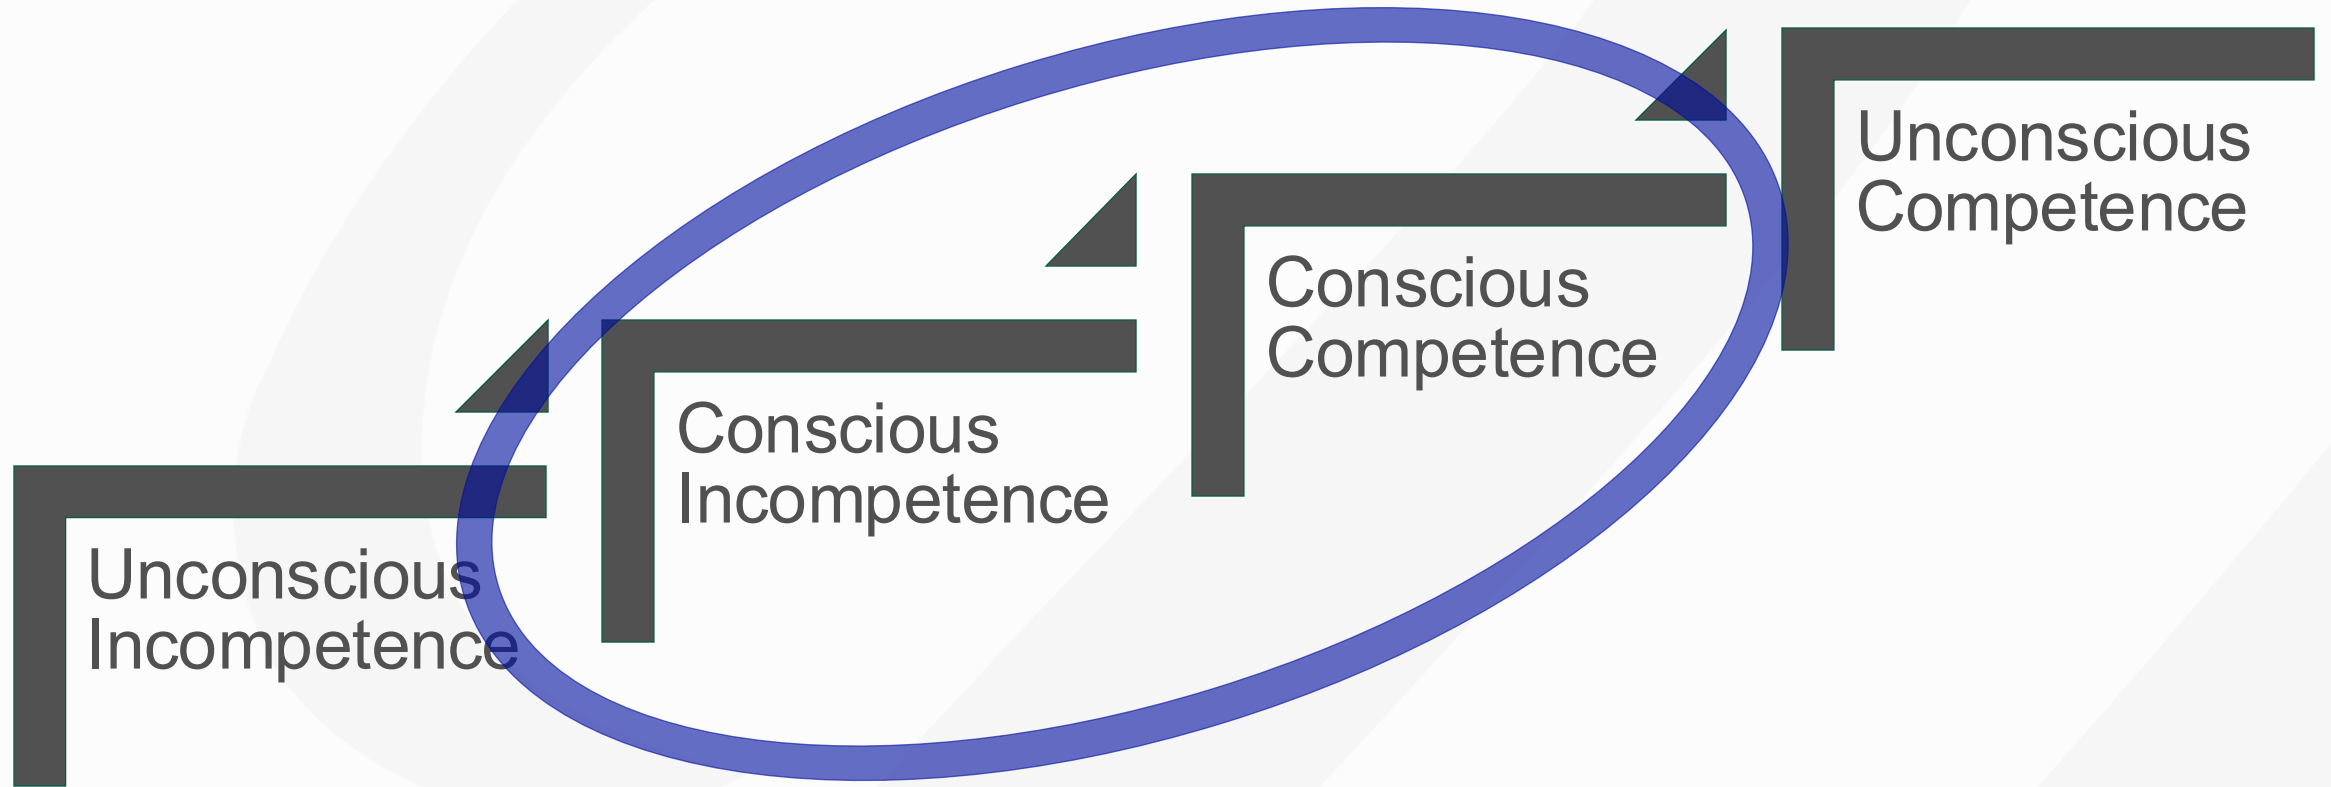 Unconscious
Incompetence
Conscious
Incompetence
Conscious
Competence
Unconscious
Competence